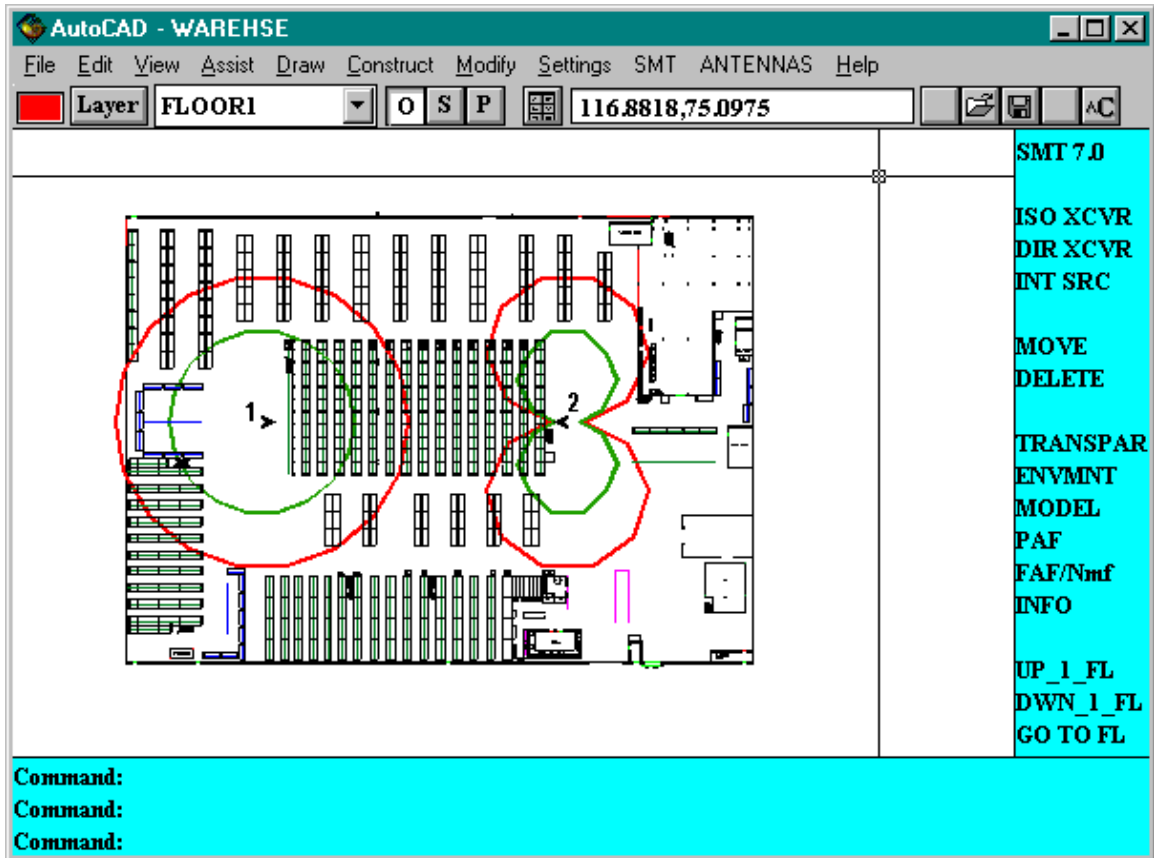 AutoCAD - WAREHSE
File Edit View Assist Draw Construct Modify Settings SMT ANTENNAS Help
Layer FLOOR1 O S P 116.8818,75.0975 ^C
SMT 7.0
ISO XCVR
DIR XCVR
INT SRC
MOVE
DELETE
TRANSPAR
ENVMNT
MODEL
PAF
FAF/Nmf
INFO
UP_1_FL
DWN_1_FL
GO TO FL
1
2
Command:
Command:
Command: